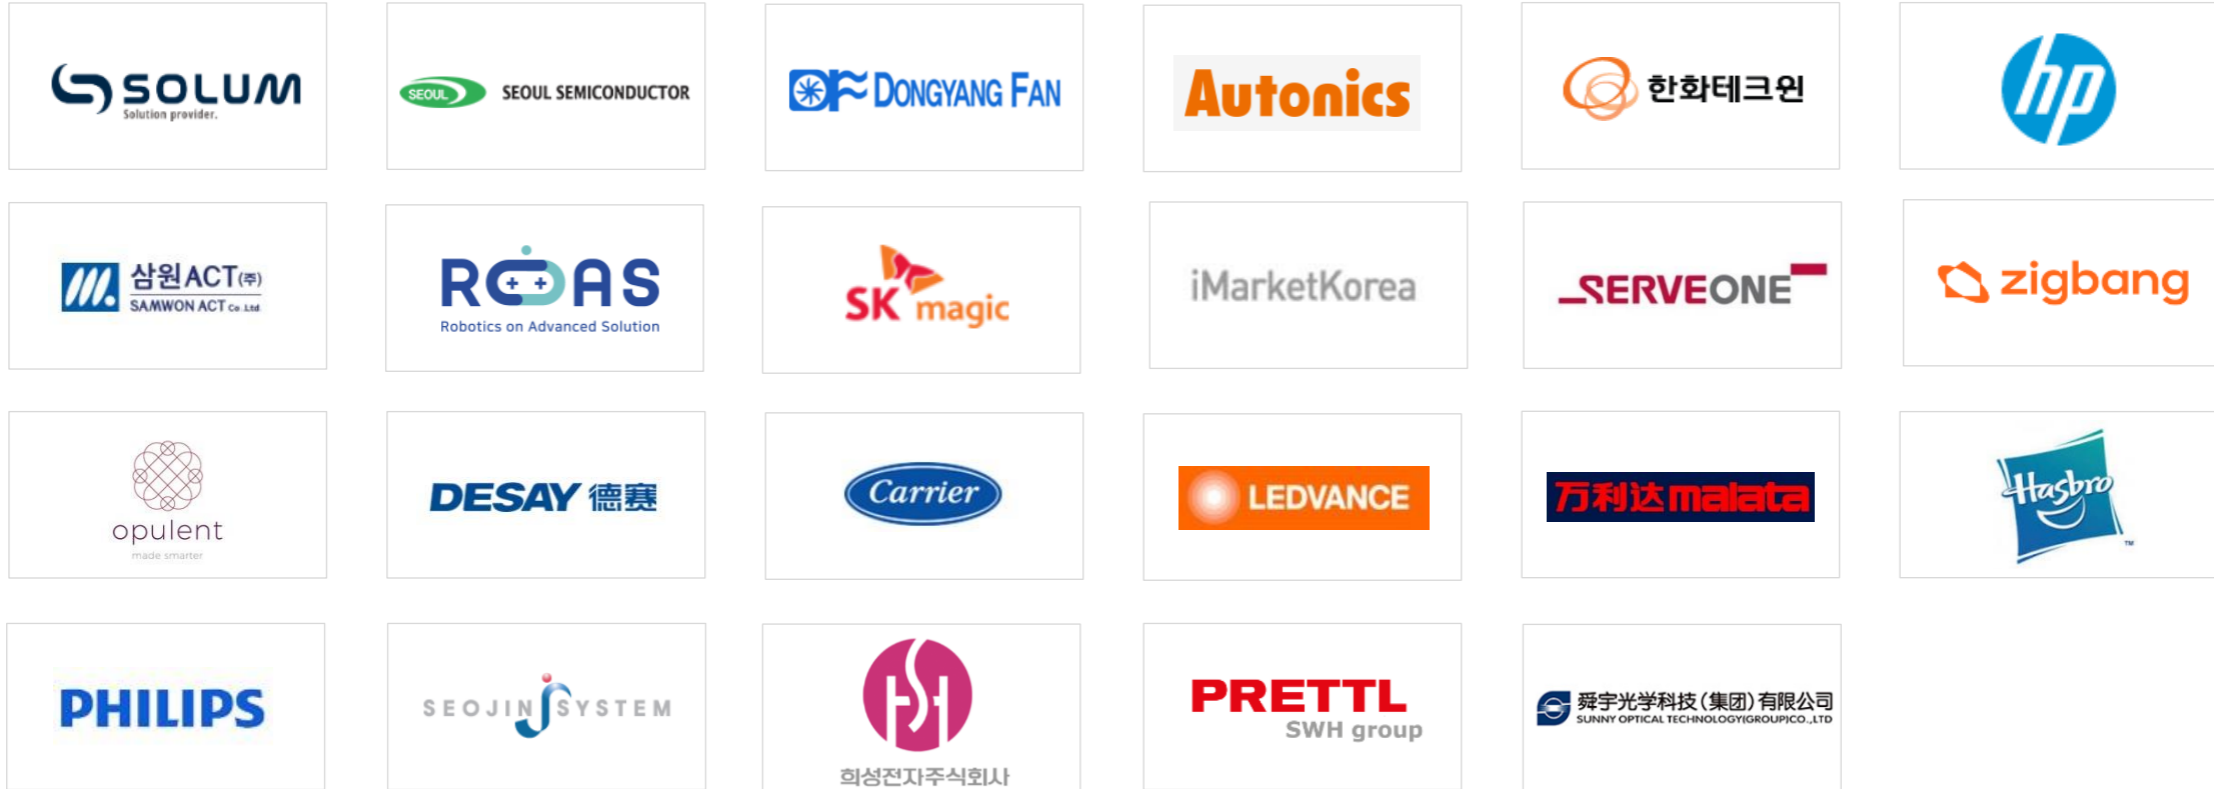 SOLUM
Solution provider.
SEOUL
SEOUL SEMICONDUCTOR
DONGYANG FAN
Autonics
한화테크윈
hp
삼원ACT(주)
SAMWON ACT Co. Ltd.
ROAS
Robotics on Advanced Solution
SK magic
iMarketKorea
SERVEONE
zigbang
opulent
made smarter
DESAY 德赛
Carrier
LEDVANCE
万利达 malata
Hasbro
TM
PHILIPS
SEOJIN SYSTEM
희성전자주식회사
PRETTL
SWH group
舜宇光学科技(集团)有限公司
SUNNY OPTICAL TECHNOLOGY(GROUP)CO.,LTD